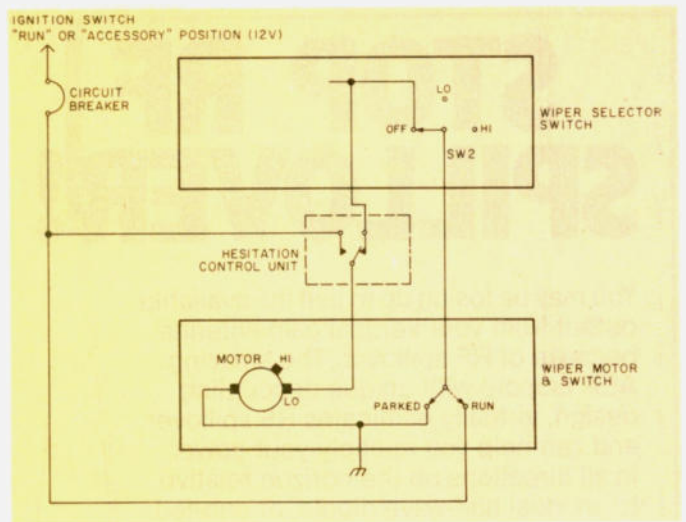 IGNITION SWITCH
"RUN" OR "ACCESSORY" POSITION (12V)
CIRCUIT
BREAKER
LO
OFF
HI
SW2
WIPER SELECTOR
SWITCH
HESITATION
CONTROL UNIT
MOTOR
HI
LO
PARKED
RUN
WIPER MOTOR
& SWITCH